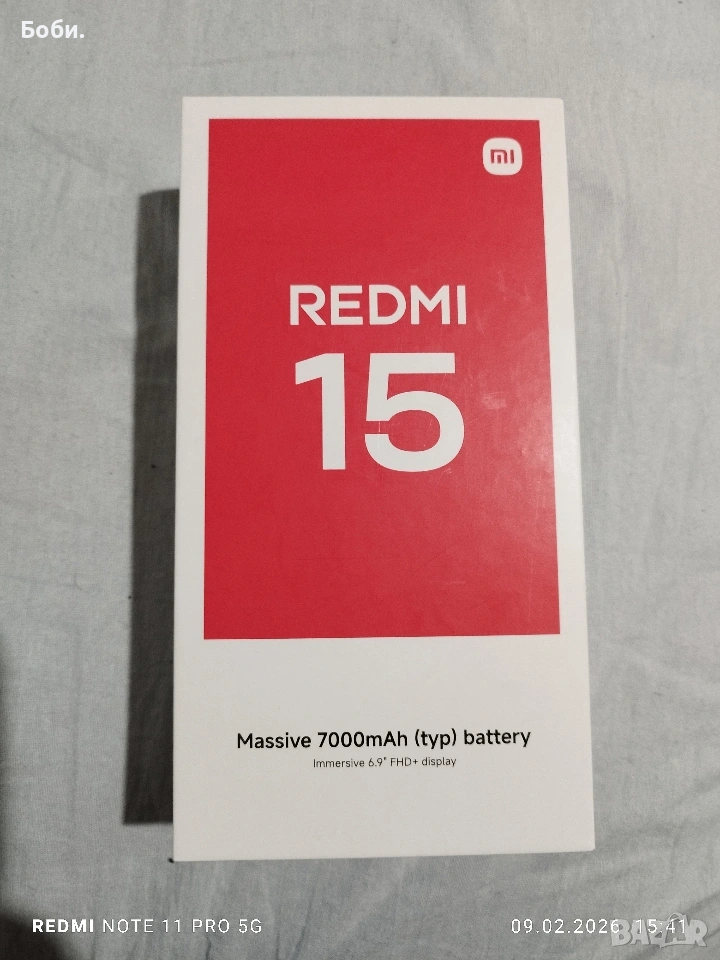 Боби.
mi
REDMI
15
Massive 7000mAh (typ) battery
Immersive 6.9" FHD+ display
REDMI NOTE 11 PRO 5G
09.02.2026 15:41
BAZAR